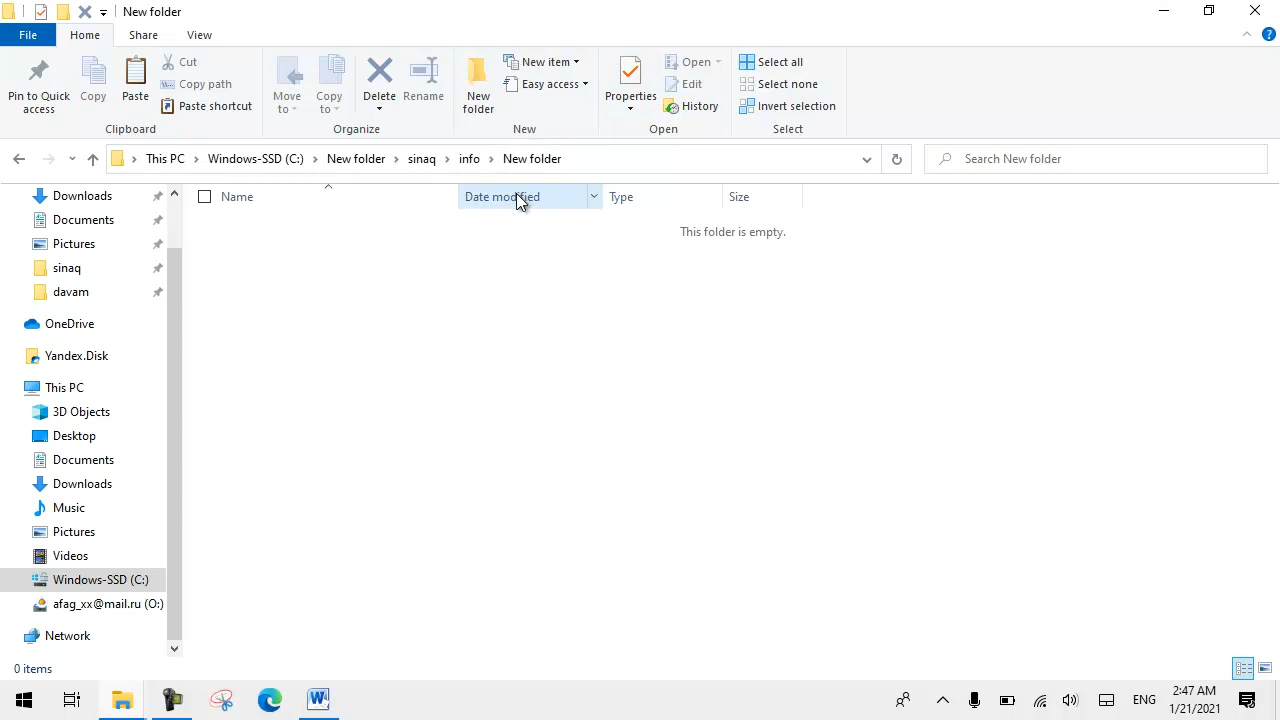 New folder
File Home Share View
Pin to Quick access
Copy
Paste
Cut
Copy path
Paste shortcut
Clipboard
Move to
Copy to
Delete
Rename
Organize
New folder
New item
Easy access
New
Properties
Open
Edit
History
Open
Select all
Select none
Invert selection
Select
This PC > Windows-SSD (C:) > New folder > sinaq > info > New folder
Search New folder
Name Date modified Type Size
This folder is empty.
Downloads
Documents
Pictures
sinaq
davam
OneDrive
Yandex.Disk
This PC
3D Objects
Desktop
Documents
Downloads
Music
Pictures
Videos
Windows-SSD (C:)
afag_xx@mail.ru (O:)
Network
0 items
ENG
2:47 AM
1/21/2021